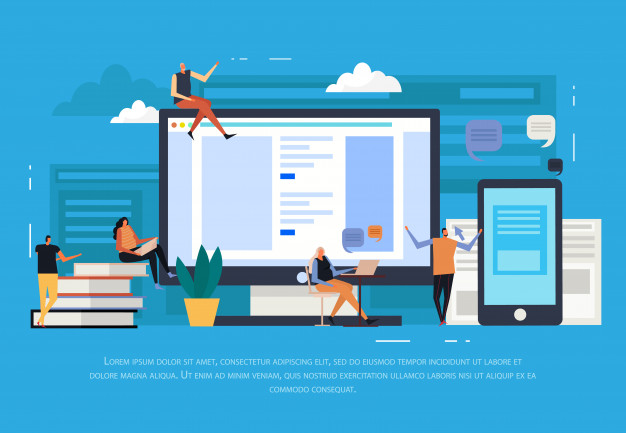 Lorem ipsum dolor sit amet, consectetur adipiscing elit, sed do eiusmod tempor incididunt ut labore et
dolore magna aliqua. Ut enim ad minim veniam, quis nostrud exercitation ullamco laboris nisi ut aliquip ex ea
commodo consequat.